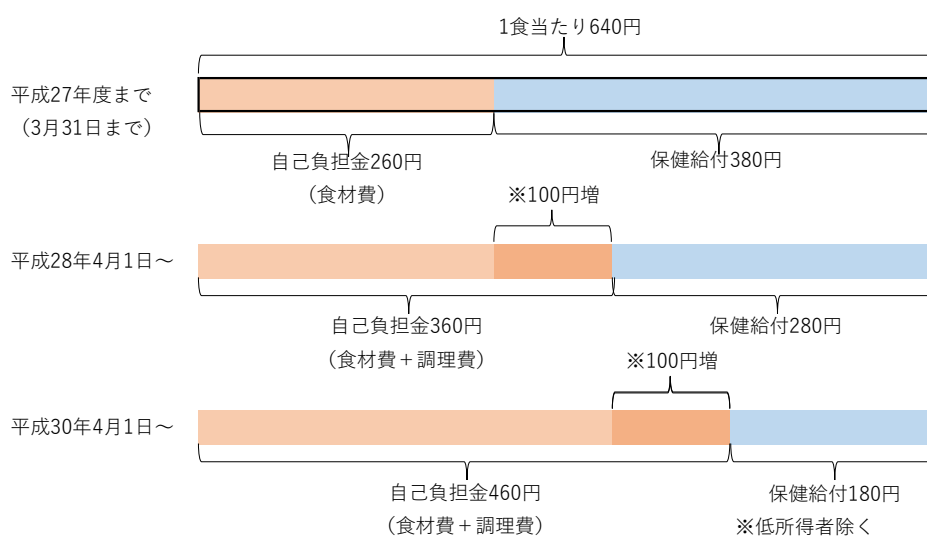 1食当たり640円
平成27年度まで
（3月31日まで）
自己負担金260円
（食材費）
保健給付380円
※100円増
平成28年4月1日～
自己負担金360円
（食材費＋調理費）
保健給付280円
※100円増
平成30年4月1日～
自己負担金460円
（食材費＋調理費）
保健給付180円
※低所得者除く